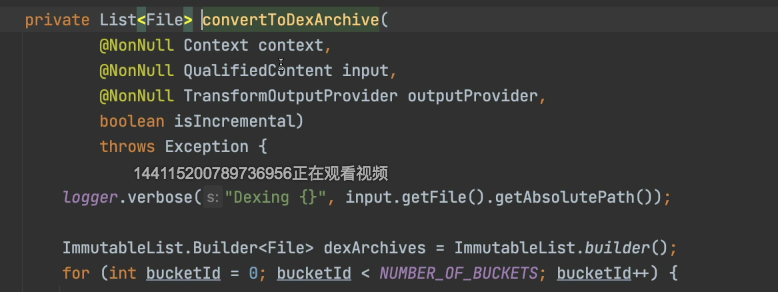 private List<File> convertToDexArchive(
@NonNull Context context,
@NonNull QualifiedContent input,
@NonNull TransformOutputProvider outputProvider,
boolean isIncremental)
throws Exception {
144115200789736956正在观看视频
logger.verbose( s: "Dexing {}", input.getFile().getAbsolutePath());
ImmutableList.Builder<File> dexArchives = ImmutableList.builder();
for (int bucketId = 0; bucketId < NUMBER_OF_BUCKETS; bucketId++) {